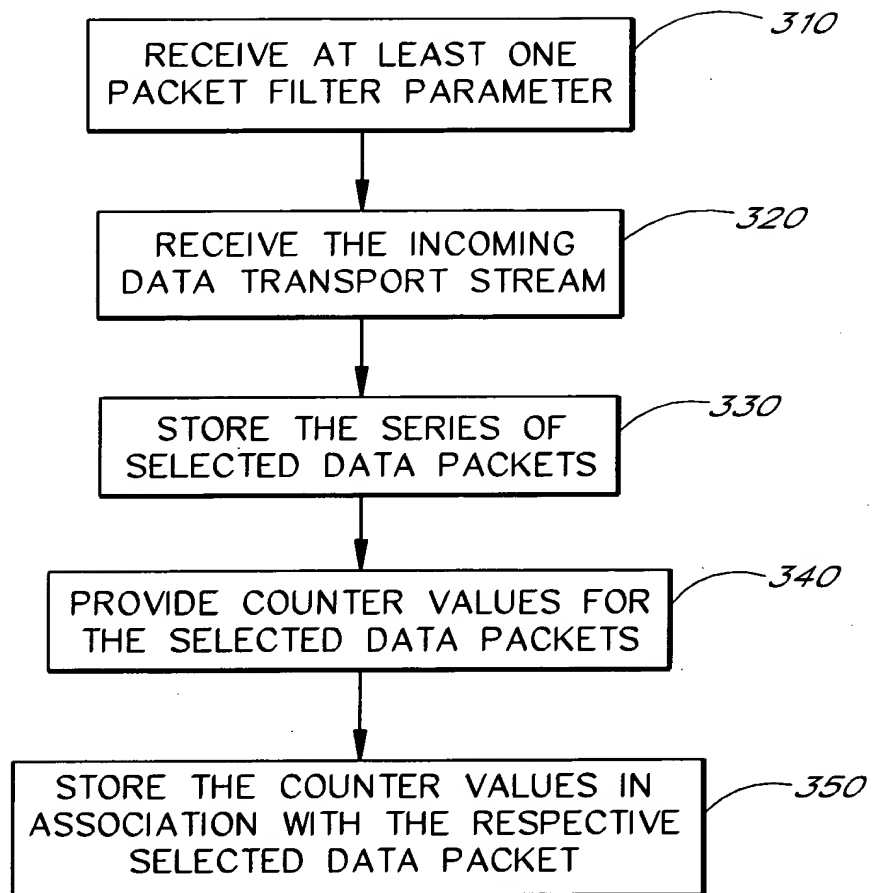 310
RECEIVE AT LEAST ONE
PACKET FILTER PARAMETER
320
RECEIVE THE INCOMING
DATA TRANSPORT STREAM
330
STORE THE SERIES OF
SELECTED DATA PACKETS
340
PROVIDE COUNTER VALUES FOR
THE SELECTED DATA PACKETS
350
STORE THE COUNTER VALUES IN
ASSOCIATION WITH THE RESPECTIVE
SELECTED DATA PACKET